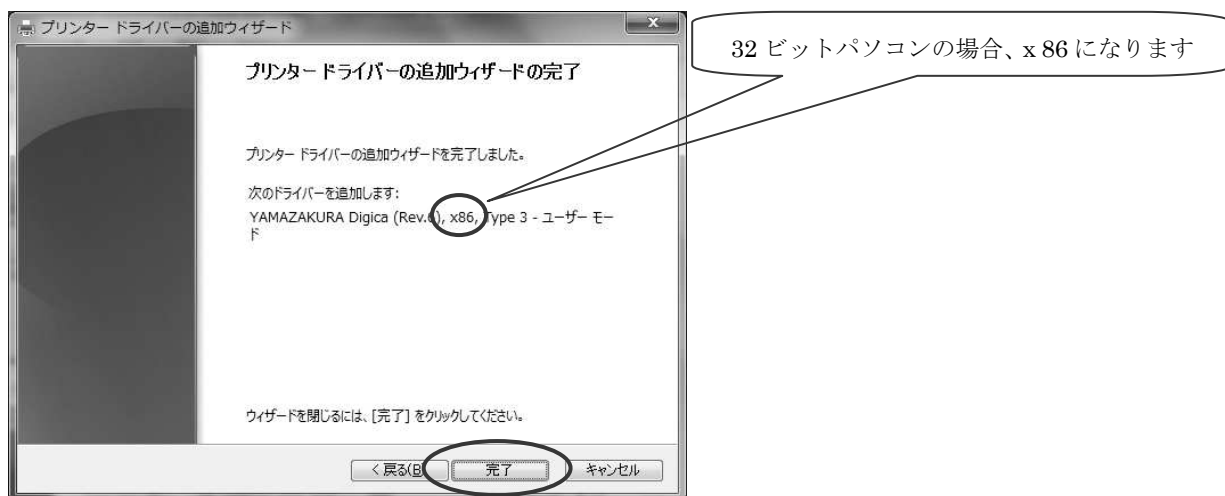 プリンター ドライバーの追加ウィザード
32 ビットパソコンの場合、x 86 になります
プリンター ドライバーの追加ウィザードの完了
プリンター ドライバーの追加ウィザードを完了しました。
次のドライバーを追加します:
YAMAZAKURA Digica (Rev.6), x86, Type 3 - ユーザー モー
ド
ウィザードを閉じるには、[完了] をクリックしてください。
< 戻る(B 完了 キャンセル